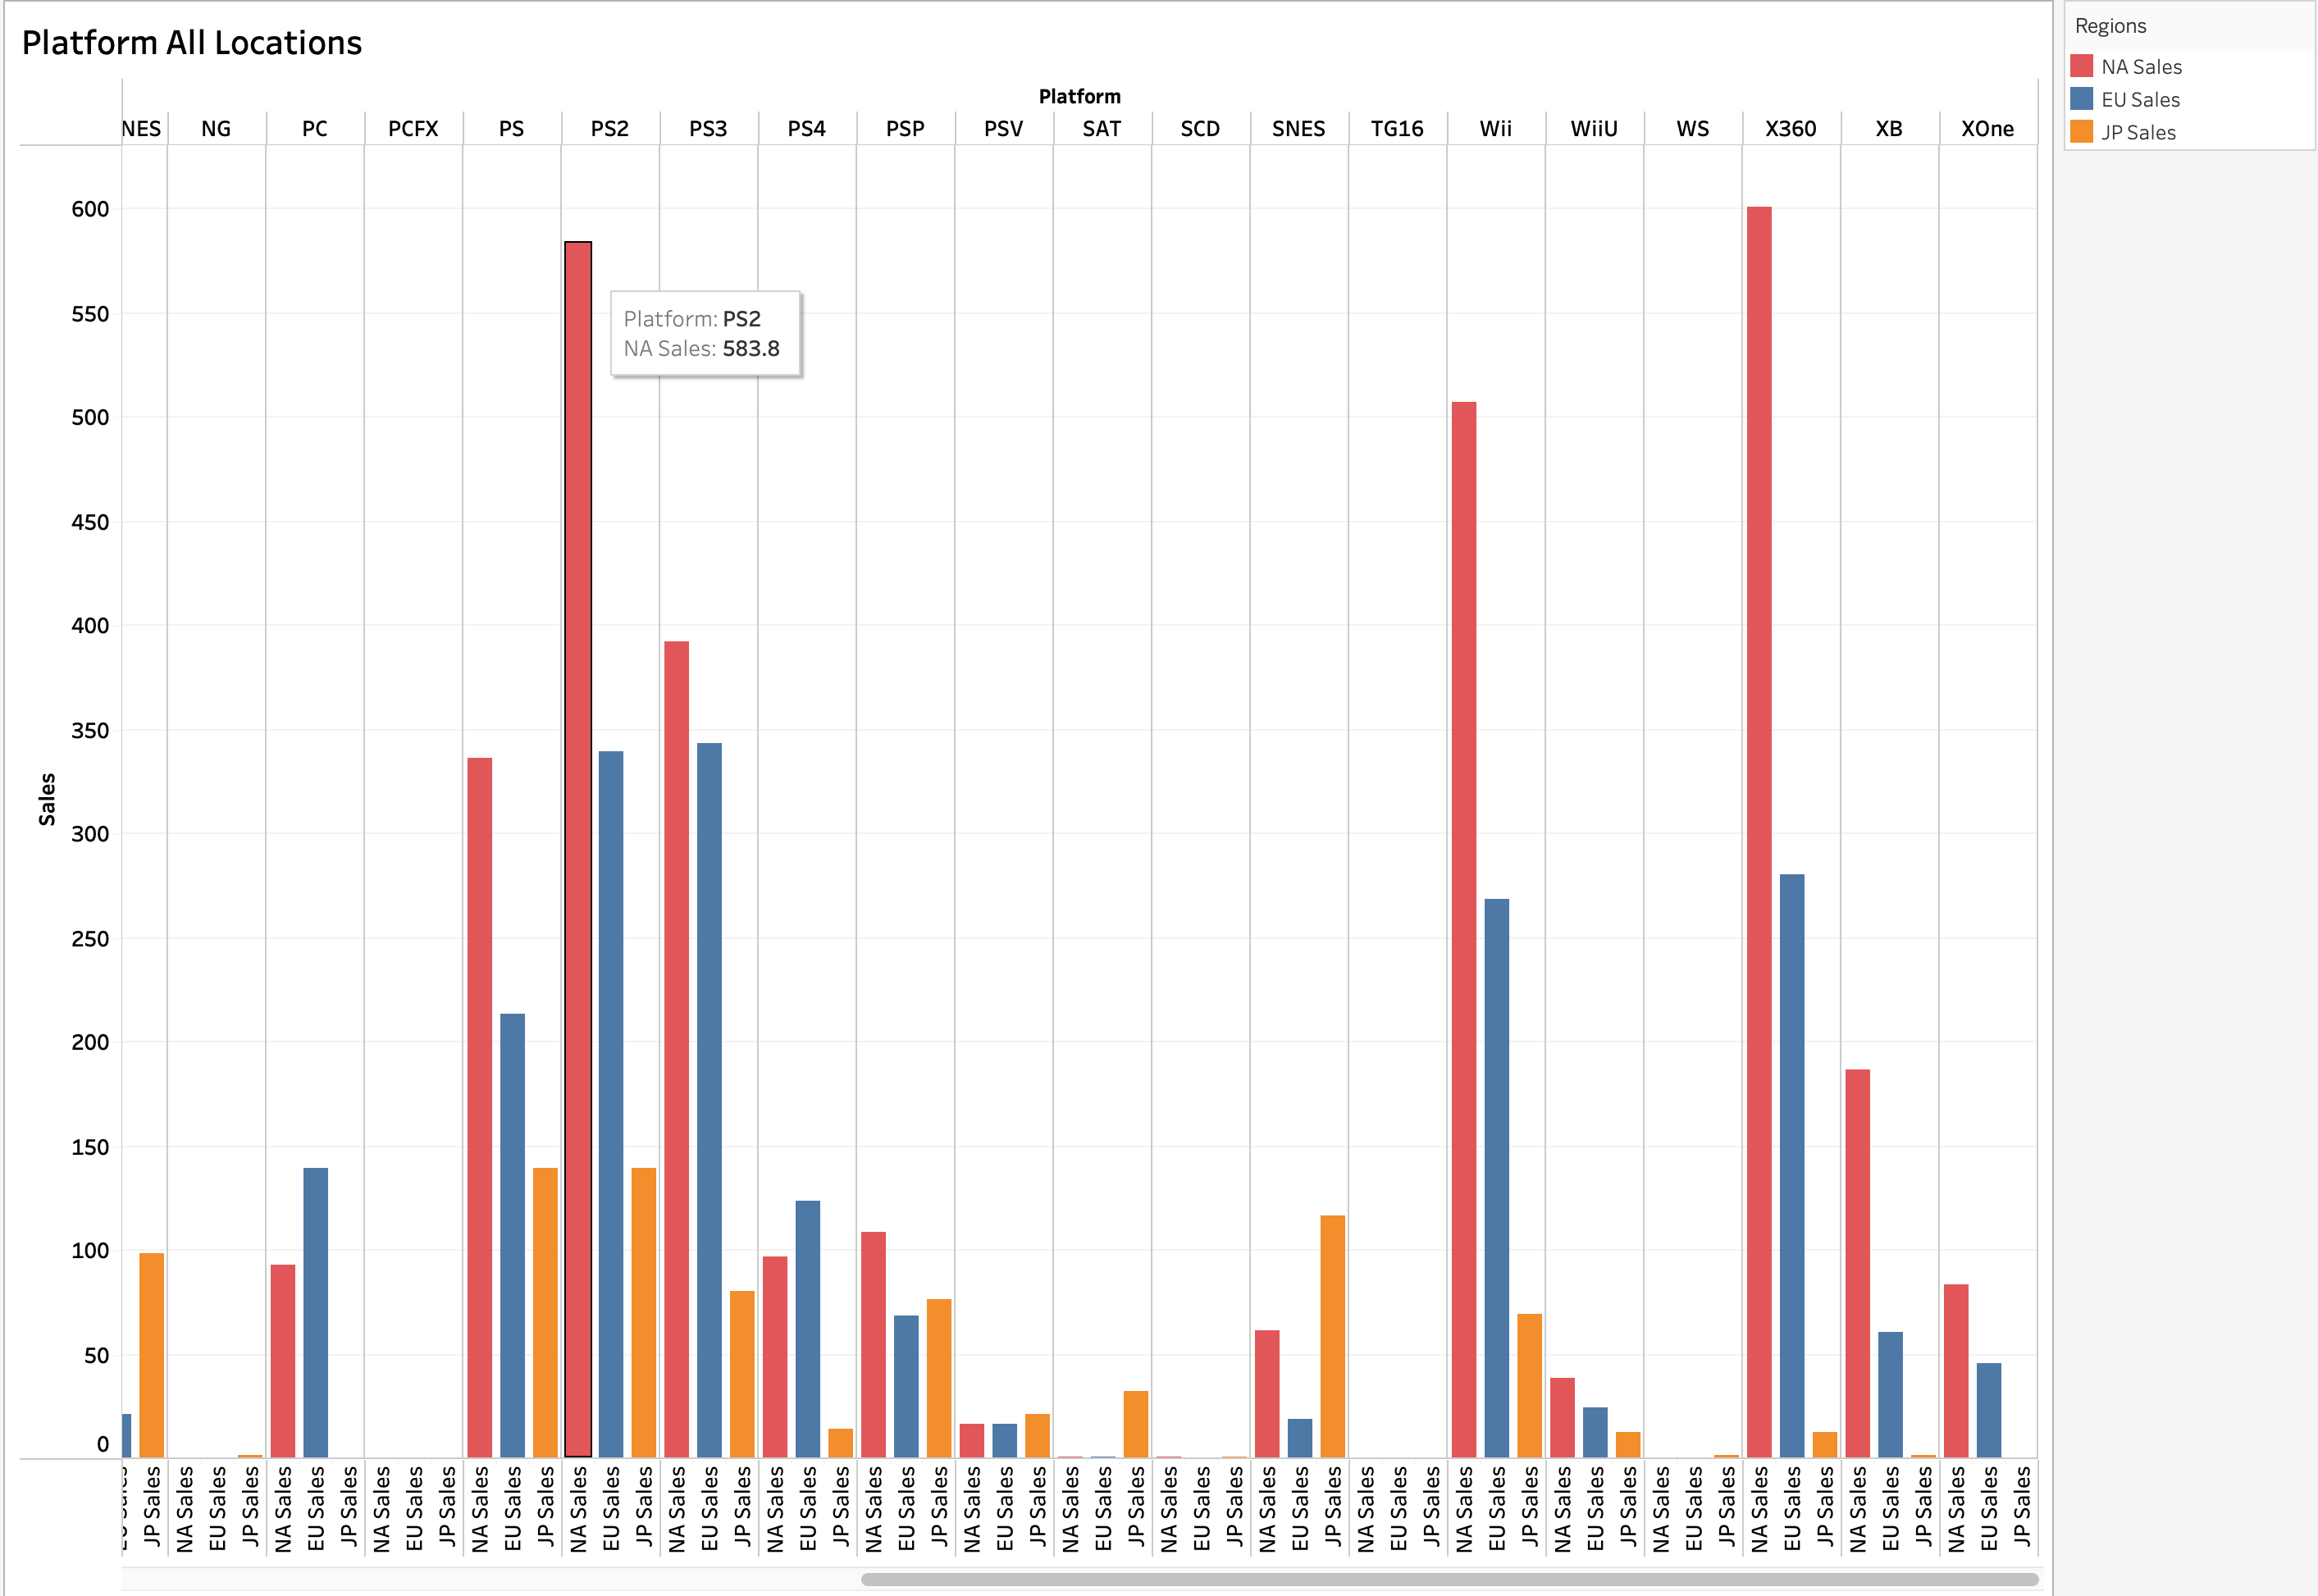 Platform All Locations
Platform
NES NG PC PCFX PS PS2 PS3 PS4 PSP PSV SAT SCD SNES TG16 Wii WiiU WS X360 XB XOne
600
550
500
450
400
350
300
250
200
150
100
50
0
Sales
Platform: PS2
NA Sales: 583.8
JP Sales NA Sales EU Sales JP Sales NA Sales EU Sales JP Sales NA Sales EU Sales JP Sales NA Sales EU Sales JP Sales NA Sales EU Sales JP Sales NA Sales EU Sales JP Sales NA Sales EU Sales JP Sales NA Sales EU Sales JP Sales NA Sales EU Sales JP Sales NA Sales EU Sales JP Sales NA Sales EU Sales JP Sales NA Sales EU Sales JP Sales NA Sales EU Sales JP Sales NA Sales EU Sales JP Sales NA Sales EU Sales JP Sales NA Sales EU Sales JP Sales NA Sales EU Sales JP Sales NA Sales EU Sales JP Sales NA Sales EU Sales JP Sales
Regions
NA Sales
EU Sales
JP Sales